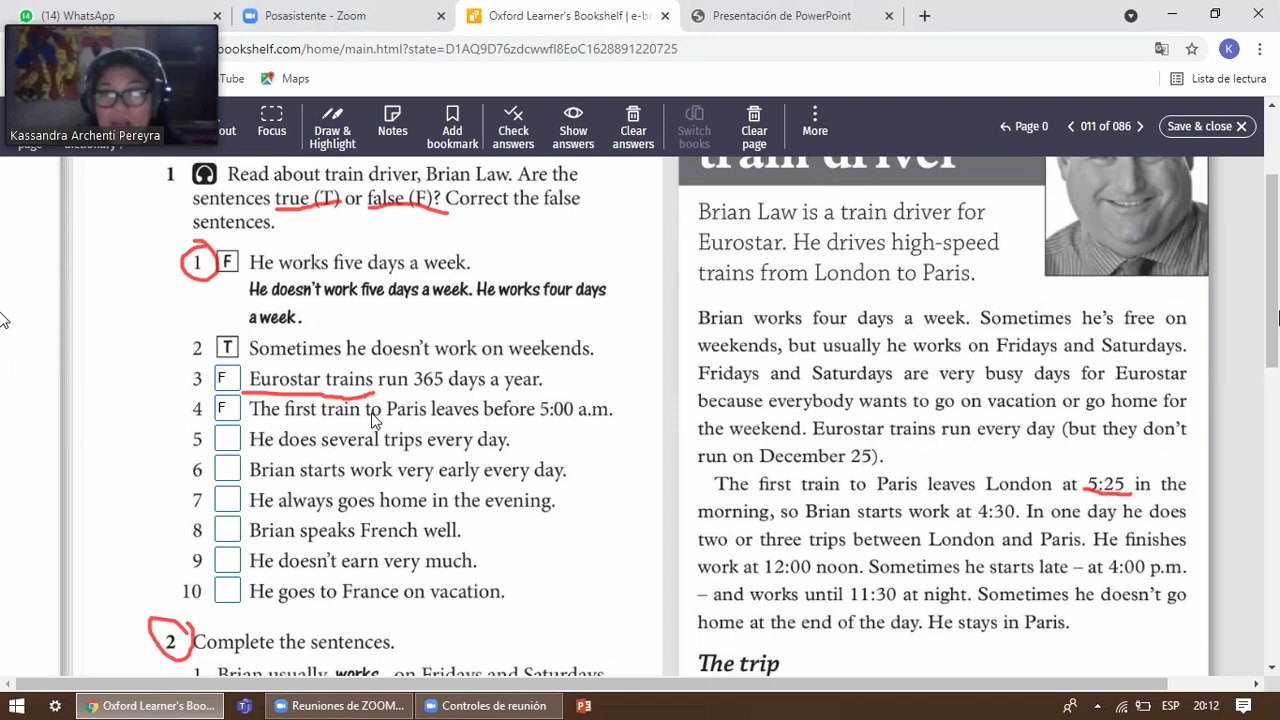 (14) WhatsApp
Posasistente - Zoom
Oxford Learner's Bookshelf | e-bo
Presentación de PowerPoint
bookshelf.com/home/main.html?state=D1AQ9D76zdcwwfl8EoC1628891220725
K
Tube
Maps
Lista de lectura
Kassandra Archenti Pereyra
out
Focus
Draw &
Highlight
Notes
Add
bookmark
Check
answers
Show
answers
Clear
answers
Switch
books
Clear
page
More
Page 0
011 of 086
Save & close
page
dictionary
1 Read about train driver, Brian Law. Are the
sentences true (T) or false (F)? Correct the false
sentences.
1 F He works five days a week.
He doesn't work five days a week. He works four days
a week.
2 T Sometimes he doesn't work on weekends.
3 F Eurostar trains run 365 days a year.
4 F The first train to Paris leaves before 5:00 a.m.
5 He does several trips every day.
6 Brian starts work very early every day.
7 He always goes home in the evening.
8 Brian speaks French well.
9 He doesn't earn very much.
10 He goes to France on vacation.
2 Complete the sentences.
1 Brian usually works on Fridays and Saturdays
train driver
Brian Law is a train driver for
Eurostar. He drives high-speed
trains from London to Paris.
Brian works four days a week. Sometimes he's free on
weekends, but usually he works on Fridays and Saturdays.
Fridays and Saturdays are very busy days for Eurostar
because everybody wants to go on vacation or go home for
the weekend. Eurostar trains run every day (but they don't
run on December 25).
The first train to Paris leaves London at 5:25 in the
morning, so Brian starts work at 4:30. In one day he does
two or three trips between London and Paris. He finishes
work at 12:00 noon. Sometimes he starts late – at 4:00 p.m.
– and works until 11:30 at night. Sometimes he doesn't go
home at the end of the day. He stays in Paris.
The trip
Oxford Learner's Boo...
Reuniones de ZOOM...
Controles de reunión
ESP
20:12